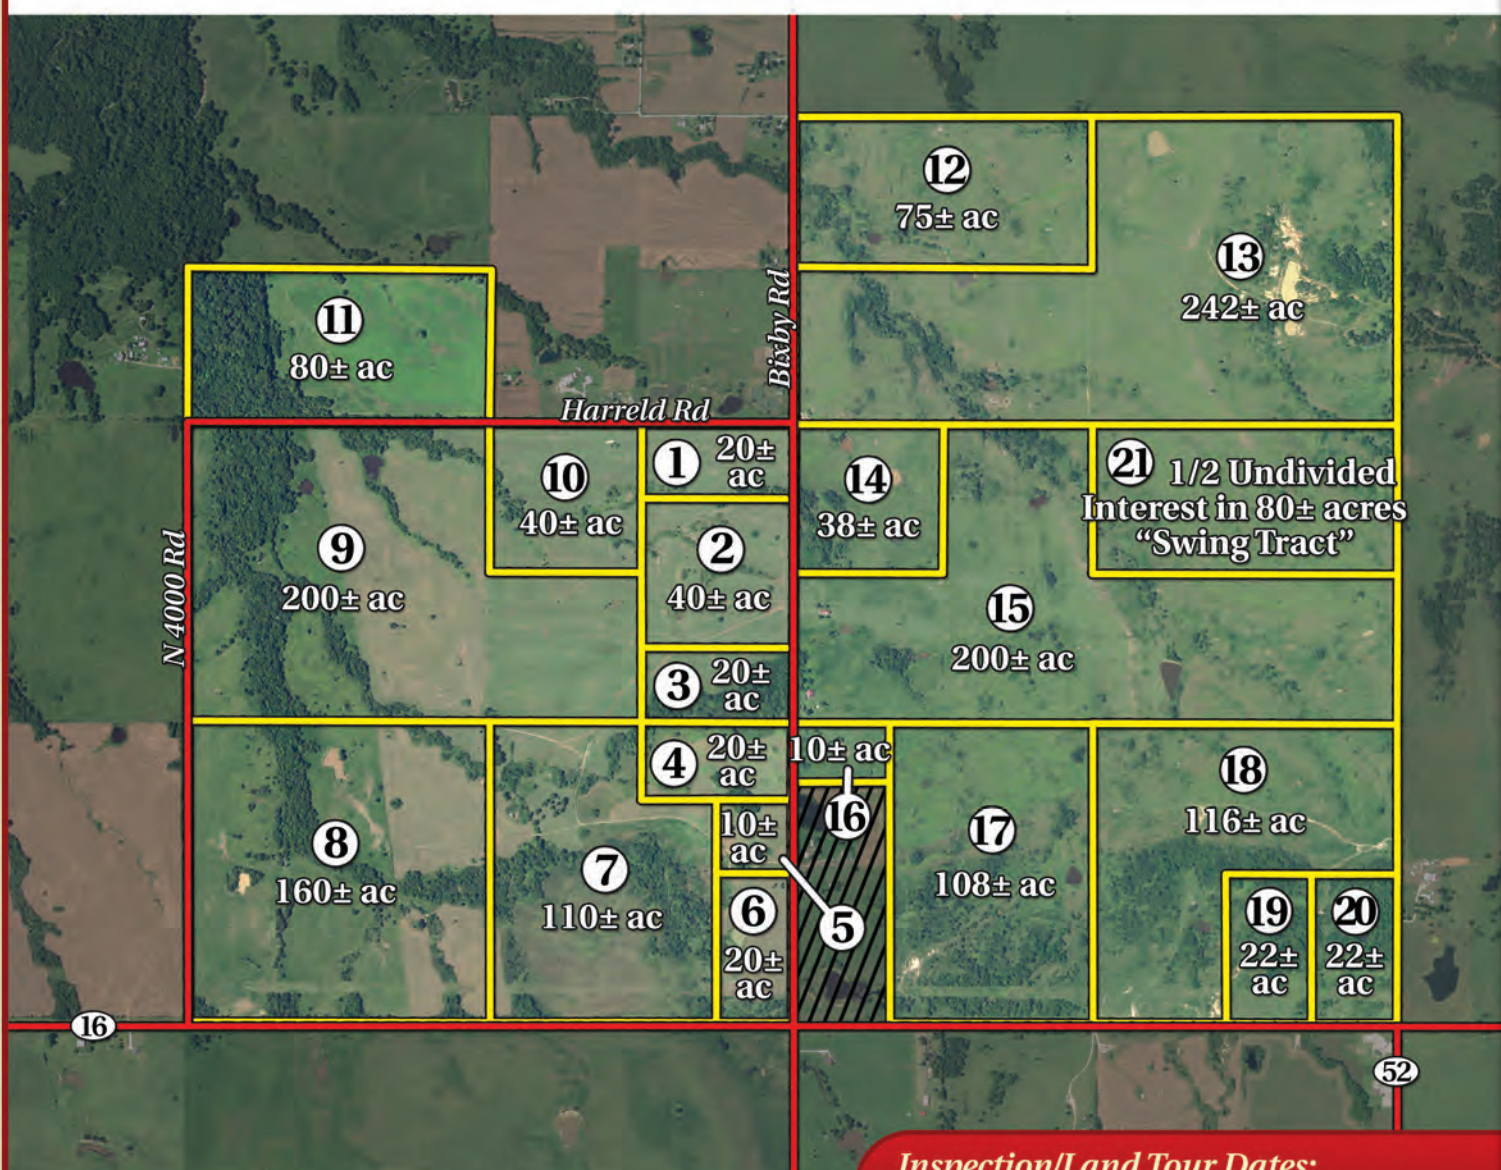 12
75± ac
13
242± ac
Bixby Rd
11
80± ac
Harreld Rd
1
20±
ac
10
40± ac
14
38± ac
21
1/2 Undivided
Interest in 80± acres
“Swing Tract”
9
200± ac
N 4000 Rd
2
40± ac
15
200± ac
3
20±
ac
4
20±
ac
10± ac
16
18
116± ac
8
160± ac
7
110± ac
10±
ac
5
17
108± ac
6
20±
ac
19
22±
ac
20
22±
ac
16
52
Inspection/Land Tour Dates: